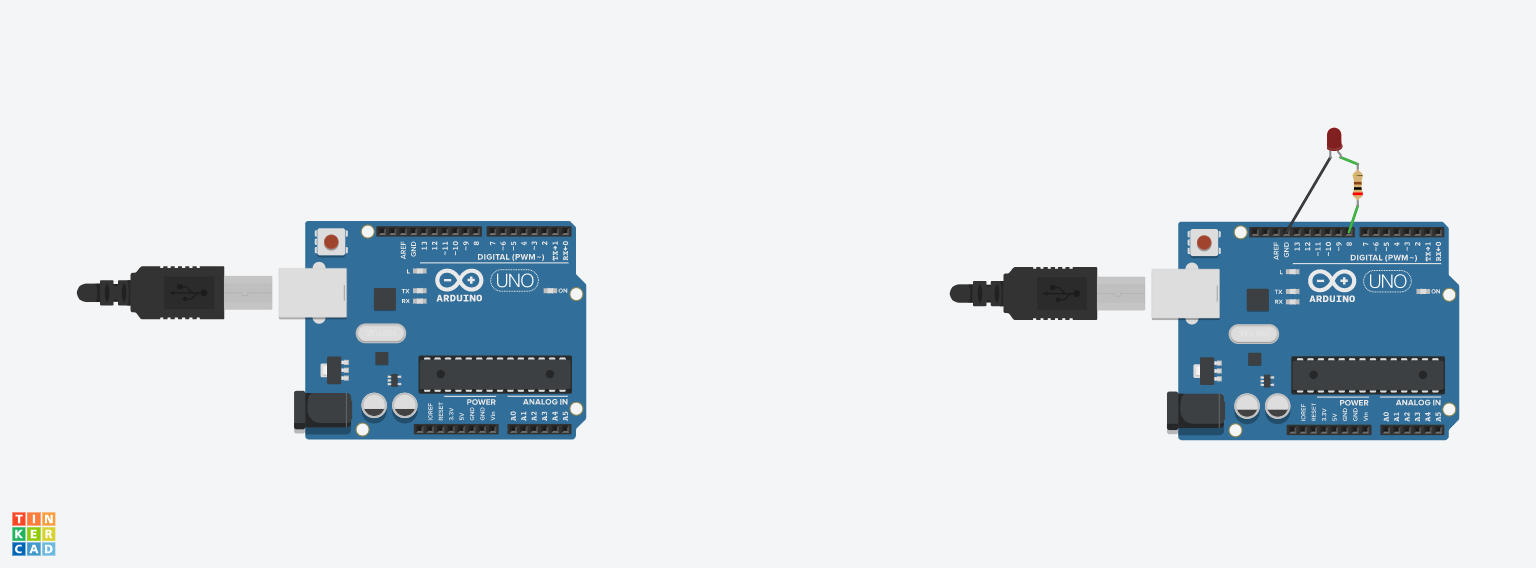 AREF
GND
13
12
~11
~10
~9
8
7
~6
~5
4
~3
2
TX→1
RX←0
DIGITAL (PWM~)
L
TX
RX
ARDUINO
UNO
ON
POWER
ANALOG IN
IOREF
RESET
3.3V
5V
GND
GND
Vin
A0
A1
A2
A3
A4
A5
AREF
GND
13
12
~11
~10
~9
8
7
~6
~5
4
~3
2
TX→1
RX←0
DIGITAL (PWM~)
L
TX
RX
ARDUINO
UNO
ON
POWER
ANALOG IN
IOREF
RESET
3.3V
5V
GND
GND
Vin
A0
A1
A2
A3
A4
A5
TIN
KER
CAD